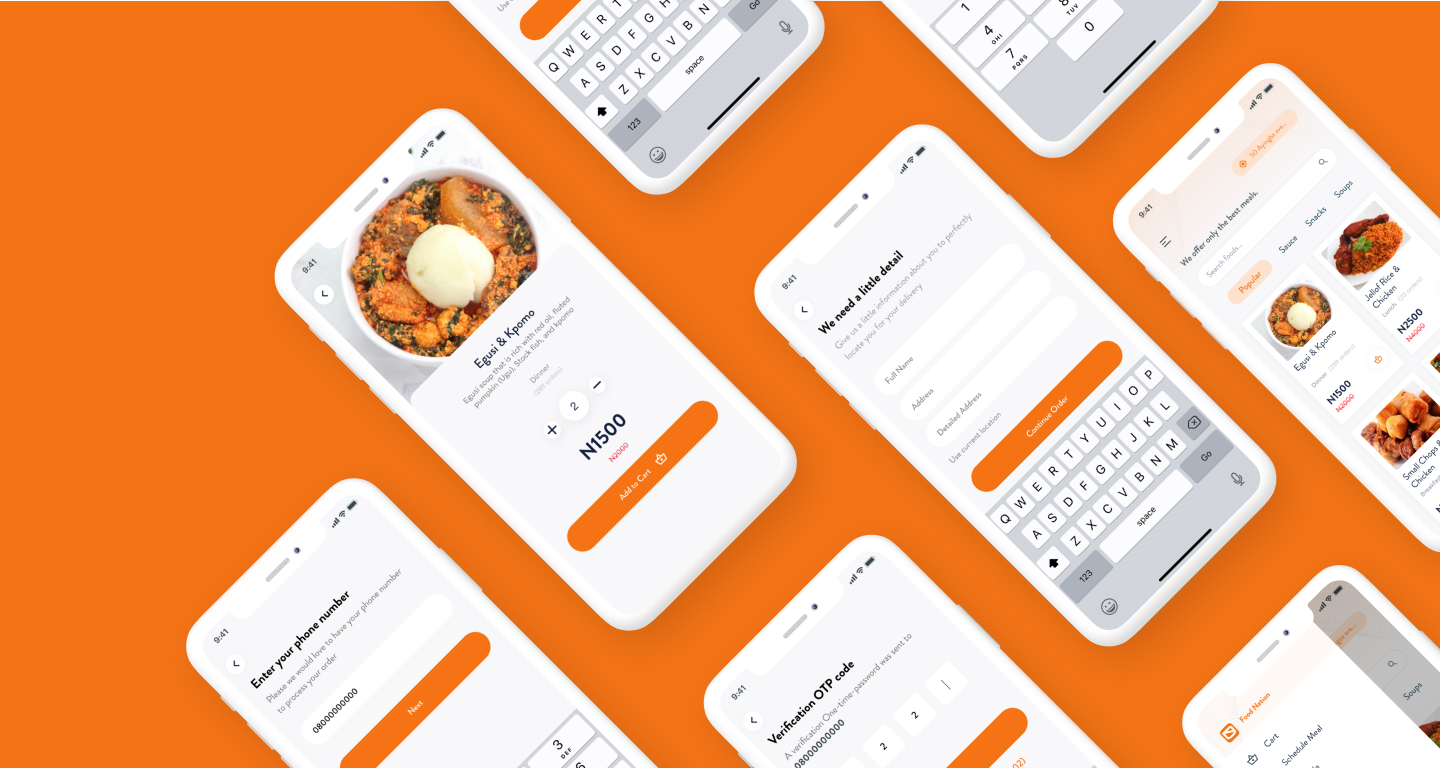 Q W E R T
A S D F G H
Z X C V B N
123
space
Go
1
4
GHI
7
PQRS
TUV
0
9:41
Egusi & Kpomo
Egusi soup that is rich with red oil, fluted
pumpkin (Ugu), Stock fish, and kpomo
Dinner
(289 orders)
2
N1500
N2000
Add to Cart
9:41
We need a little detail
Give us a little information about you to perfectly
locate you for your delivery
Full Name
Address
Detailed Address
Use current location
Continue Order
Q W E R T Y U I O P
A S D F G H J K L
Z X C V B N M
123
space
Go
9:41
50 Ayingba ave...
We offer only the best meals.
Search foods...
Popular
Sauce
Snacks
Soups
Egusi & Kpomo
Dinner (289 orders)
N1500
N2000
Jellof Rice &
Chicken
Lunch
N2500
N4000
Small Chops &
Chicken
9:41
Enter your phone number
Please we would love to have your phone number
to process your order
08000000000
Next
3
DEF
9:41
Verification OTP code
A verification One-time-password was sent to
08000000000
2
2
Food Nation
Cart
Schedule Meal
Soups